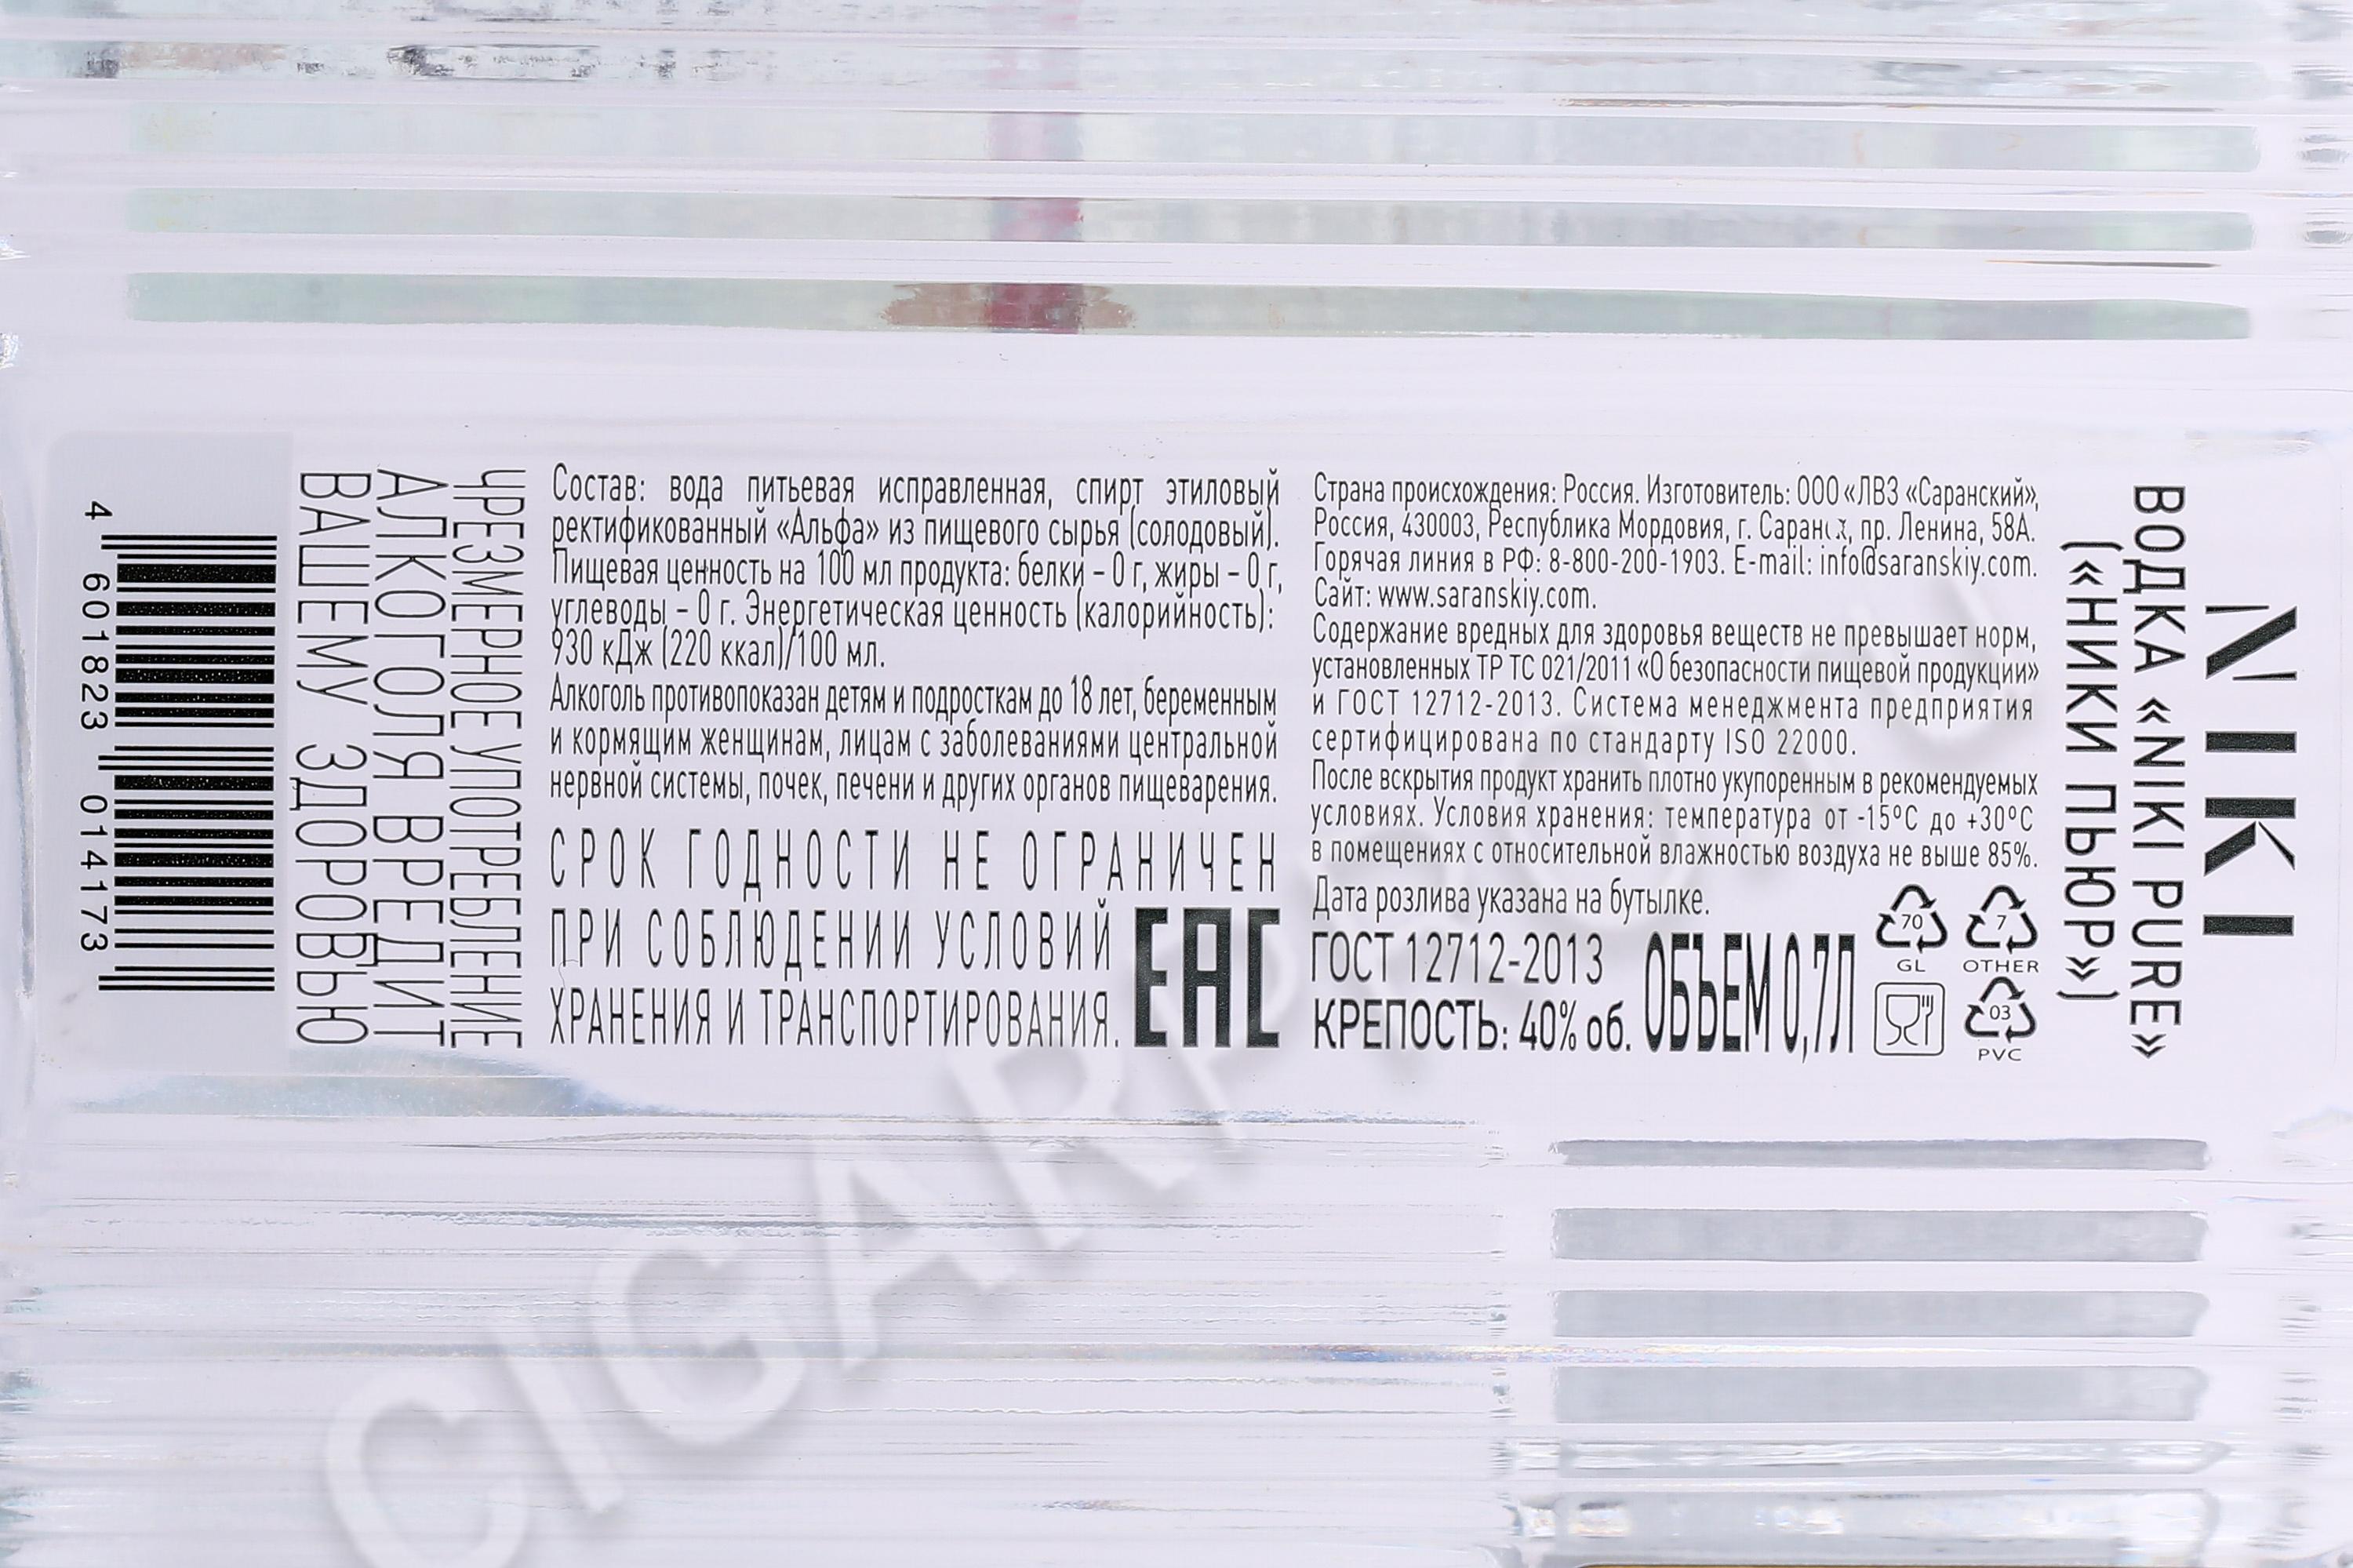 NIKI
ВОДКА «NIKI PURE»
(«НИКИ ПЬЮР»)
Состав: вода питьевая исправленная, спирт этиловый
ректификованный «Альфа» из пищевого сырья (солодовый).
Пищевая ценность на 100 мл продукта: белки – 0 г, жиры – 0 г,
углеводы – 0 г. Энергетическая ценность (калорийность):
930 кДж (220 ккал)/100 мл.
Алкоголь противопоказан детям и подросткам до 18 лет, беременным
и кормящим женщинам, лицам с заболеваниями центральной
нервной системы, почек, печени и других органов пищеварения.
СРОК ГОДНОСТИ НЕ ОГРАНИЧЕН
ПРИ СОБЛЮДЕНИИ УСЛОВИЙ
ХРАНЕНИЯ И ТРАНСПОРТИРОВАНИЯ.
EAC
Страна происхождения: Россия. Изготовитель: ООО «ЛВЗ «Саранский»,
Россия, 430003, Республика Мордовия, г. Саранск, пр. Ленина, 58А.
Горячая линия в РФ: 8-800-200-1903. E-mail: info@saranskiy.com.
Сайт: www.saranskiy.com.
Содержание вредных для здоровья веществ не превышает норм,
установленных ТР ТС 021/2011 «О безопасности пищевой продукции»
и ГОСТ 12712-2013. Система менеджмента предприятия
сертифицирована по стандарту ISO 22000.
После вскрытия продукт хранить плотно укупоренным в рекомендуемых
условиях. Условия хранения: температура от -15ºС до +30ºС
в помещениях с относительной влажностью воздуха не выше 85%.
Дата розлива указана на бутылке.
ГОСТ 12712-2013
КРЕПОСТЬ: 40% об.
ОБЪЕМ 0,7Л
70
GL
7
OTHER
03
PVC
ЧРЕЗМЕРНОЕ УПОТРЕБЛЕНИЕ
АЛКОГОЛЯ ВРЕДИТ
ВАШЕМУ ЗДОРОВЬЮ
4 601823 014173
CIGARPRO.ru